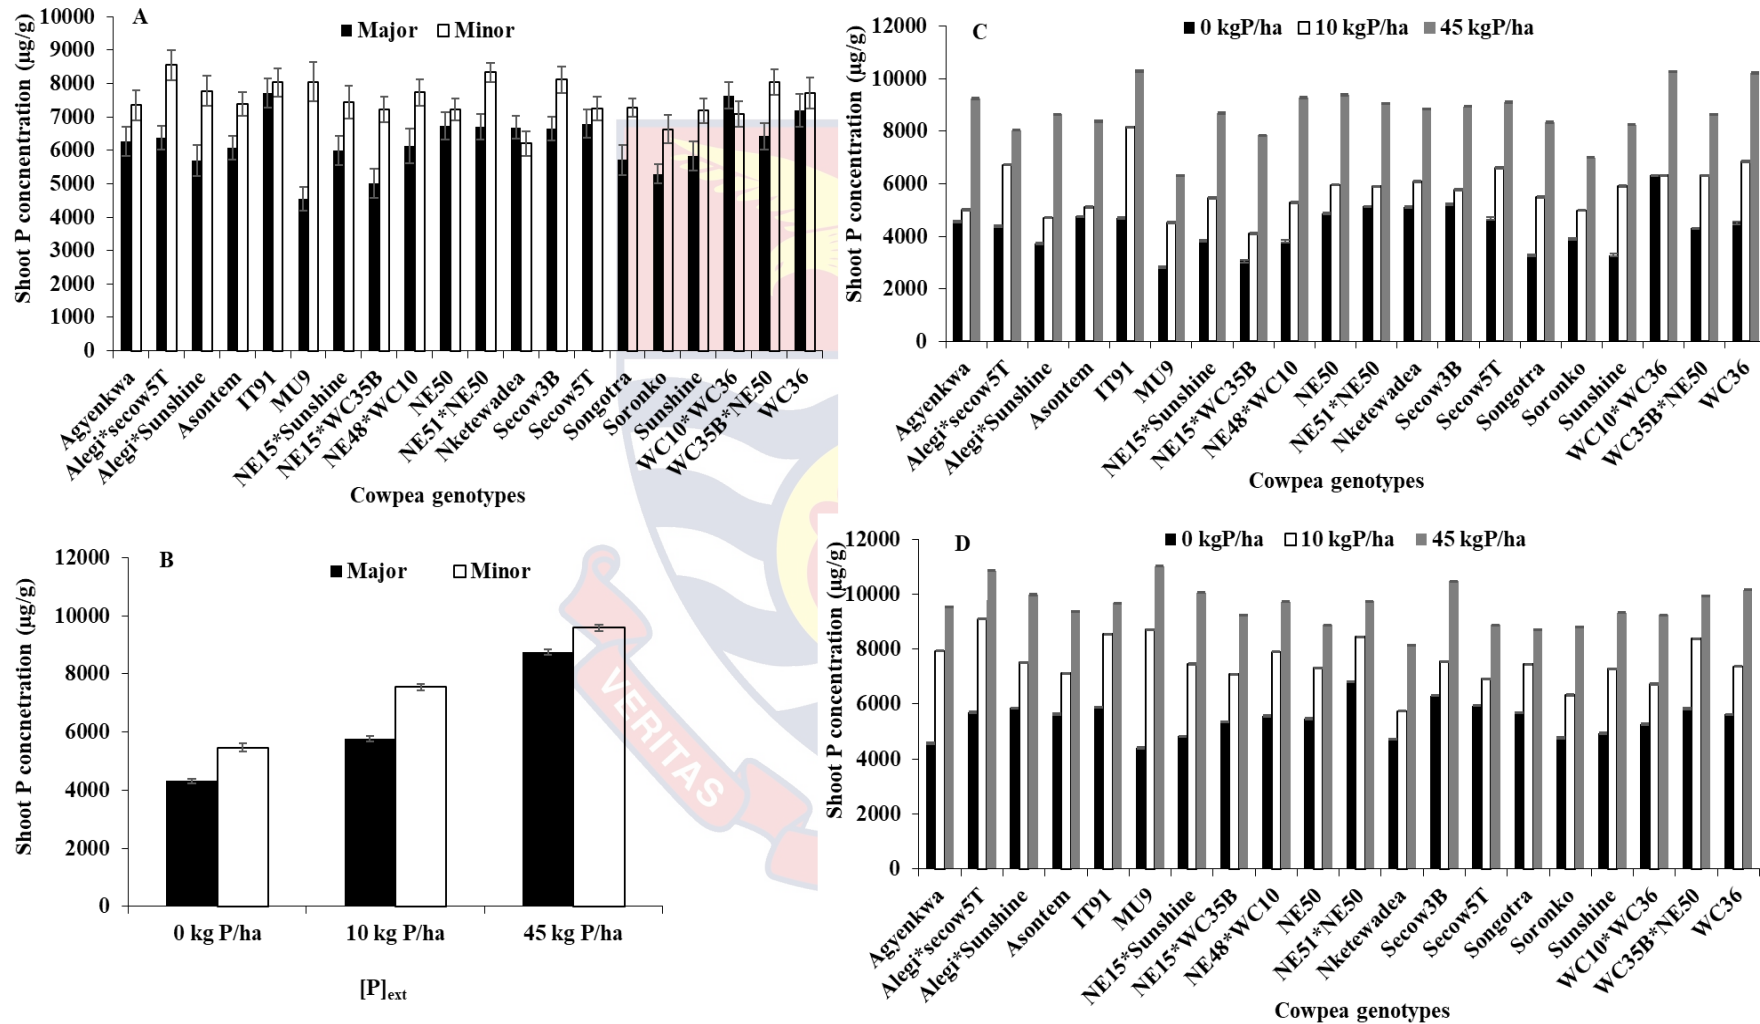 A
Major Minor
Shoot P concnentration (µg/g)
10000
9000
8000
7000
6000
5000
4000
3000
2000
1000
0
Agyenkwa
Alegi*secow5T
Alegi*Sunshine
Asontem
IT91
MU9
NE15*Sunshine
NE15*WC35B
NE48*WC10
NE50
NE51*NE50
Nketewadea
Secow3B
Secow5T
Songotra
Soronko
Sunshine
WC10*WC36
WC35B*NE50
WC36
Cowpea genotypes
C
0 kgP/ha 10 kgP/ha 45 kgP/ha
Shoot P concentration (µg/g)
12000
10000
8000
6000
4000
2000
0
Agyenkwa
Alegi*secow5T
Alegi*Sunshine
Asontem
IT91
MU9
NE15*Sunshine
NE15*WC35B
NE48*WC10
NE50
NE51*NE50
Nketewadea
Secow3B
Secow5T
Songotra
Soronko
Sunshine
WC10*WC36
WC35B*NE50
WC36
Cowpea genotypes
B
Major Minor
Shoot P concnetration (µg/g)
12000
10000
8000
6000
4000
2000
0
0 kg P/ha 10 kg P/ha 45 kg P/ha
[P]ext
D
0 kgP/ha 10 kgP/ha 45 kgP/ha
Shoot P concentration (µg/g)
12000
10000
8000
6000
4000
2000
0
Agyenkwa
Alegi*secow5T
Alegi*Sunshine
Asontem
IT91
MU9
NE15*Sunshine
NE15*WC35B
NE48*WC10
NE50
NE51*NE50
Nketewadea
Secow3B
Secow5T
Songotra
Soronko
Sunshine
WC10*WC36
WC35B*NE50
WC36
Cowpea genotypes
VERITAS